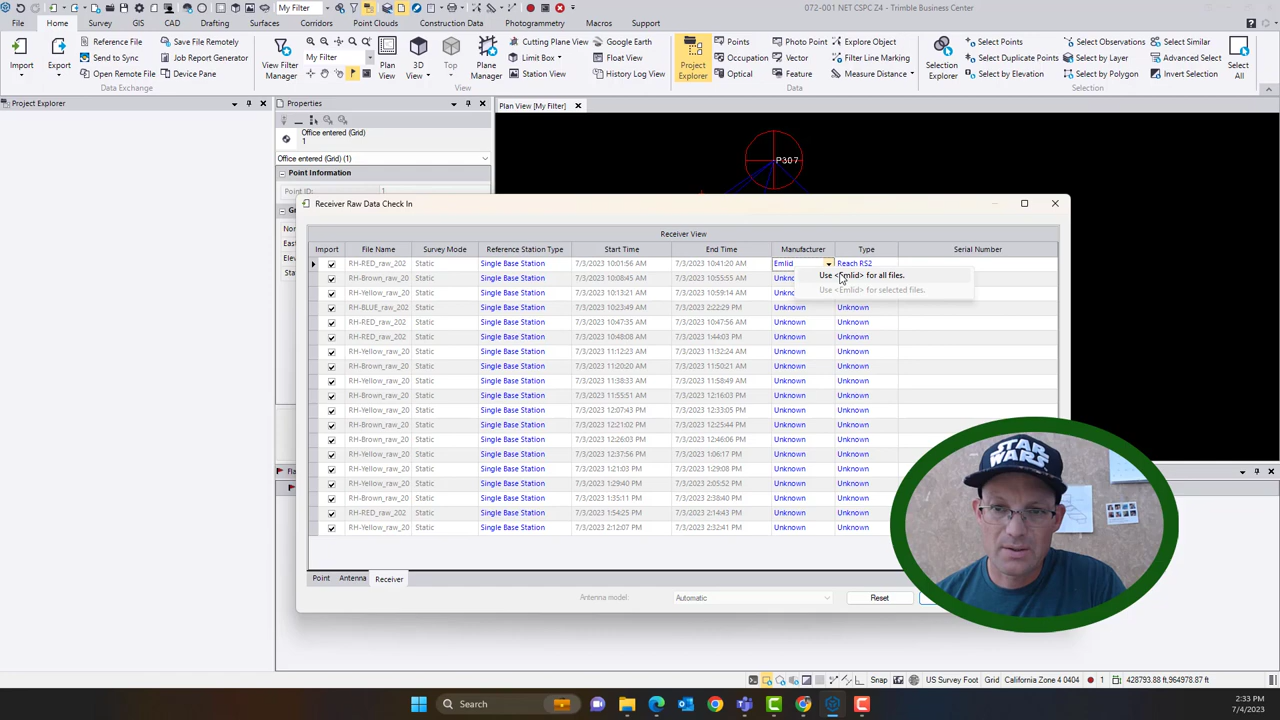 My Filter
072-001 NET CSPC Z4 - Trimble Business Center
File Home Survey GIS CAD Drafting Surfaces Corridors Point Clouds Construction Data Photogrammetry Macros Support
Import
Export
Reference File
Send to Sync
Open Remote Folder
Save File Remotely
Job Report Generator
Device Pane
Data Exchange
View Filter Manager
My Filter
Plan View
3D View
Plane Manager
Cutting Plane View
Limit Box
Station View
Google Earth
Float View
History Log View
View
Project Explorer
Points
Occupation
Optical
Photo Point
Vector
Feature
Explore Object
Filter Line Marking
Measure Distance
Data
Selection Explorer
Select Points
Select Duplicate Points
Select by Elevation
Select Observations
Select by Layer
Select by Polygon
Select Similar
Advanced Select
Invert Selection
Select All
Selection
Project Explorer
Properties
Plan View [My Filter]
Office entered (Grid)
1
Office entered (Grid) (1)
Point Information
Point ID: 1
P307
Receiver Raw Data Check In
Receiver View
Import File Name Survey Mode Reference Station Type Start Time End Time Manufacturer Type Serial Number
RH-RED_raw_202 Static Single Base Station 7/3/2023 10:01:56 AM 7/3/2023 10:41:20 AM Emlid Reach RS2
RH-Brown_raw_20 Static Single Base Station 7/3/2023 10:08:45 AM 7/3/2023 10:55:55 AM
Use <Emlid> for all files.
RH-Yellow_raw_20 Static Single Base Station 7/3/2023 10:13:21 AM 7/3/2023 10:59:14 AM
Use <Emlid> for selected files.
RH-BLUE_raw_202 Static Single Base Station 7/3/2023 10:23:49 AM 7/3/2023 2:22:29 PM Unknown Unknown
RH-RED_raw_202 Static Single Base Station 7/3/2023 10:47:35 AM 7/3/2023 10:47:56 AM Unknown Unknown
RH-RED_raw_202 Static Single Base Station 7/3/2023 10:48:08 AM 7/3/2023 1:44:03 PM Unknown Unknown
RH-Yellow_raw_20 Static Single Base Station 7/3/2023 11:12:23 AM 7/3/2023 11:32:24 AM Unknown Unknown
RH-Brown_raw_20 Static Single Base Station 7/3/2023 11:20:20 AM 7/3/2023 11:50:21 AM Unknown Unknown
RH-Yellow_raw_20 Static Single Base Station 7/3/2023 11:38:33 AM 7/3/2023 11:58:49 AM Unknown Unknown
RH-Brown_raw_20 Static Single Base Station 7/3/2023 11:55:51 AM 7/3/2023 12:16:03 PM Unknown Unknown
RH-Yellow_raw_20 Static Single Base Station 7/3/2023 12:07:43 PM 7/3/2023 12:33:05 PM Unknown Unknown
RH-Brown_raw_20 Static Single Base Station 7/3/2023 12:21:02 PM 7/3/2023 12:25:44 PM Unknown Unknown
RH-Brown_raw_20 Static Single Base Station 7/3/2023 12:26:03 PM 7/3/2023 12:46:06 PM Unknown Unknown
RH-Yellow_raw_20 Static Single Base Station 7/3/2023 12:37:56 PM 7/3/2023 1:06:17 PM Unknown Unknown
RH-Yellow_raw_20 Static Single Base Station 7/3/2023 1:21:03 PM 7/3/2023 1:29:08 PM Unknown Unknown
RH-Yellow_raw_20 Static Single Base Station 7/3/2023 1:29:40 PM 7/3/2023 2:05:52 PM Unknown Unknown
RH-Brown_raw_20 Static Single Base Station 7/3/2023 1:35:11 PM 7/3/2023 2:38:40 PM Unknown Unknown
RH-RED_raw_202 Static Single Base Station 7/3/2023 1:54:25 PM 7/3/2023 2:14:43 PM Unknown Unknown
RH-Yellow_raw_20 Static Single Base Station 7/3/2023 2:12:07 PM 7/3/2023 2:32:41 PM Unknown Unknown
Point Antenna Receiver
Antenna model: Automatic Reset
STAR WARS
Snap US Survey Foot Grid California Zone 4 0404 1 428793.88 ft,964978.87 ft
Search
2:33 PM
7/4/2023